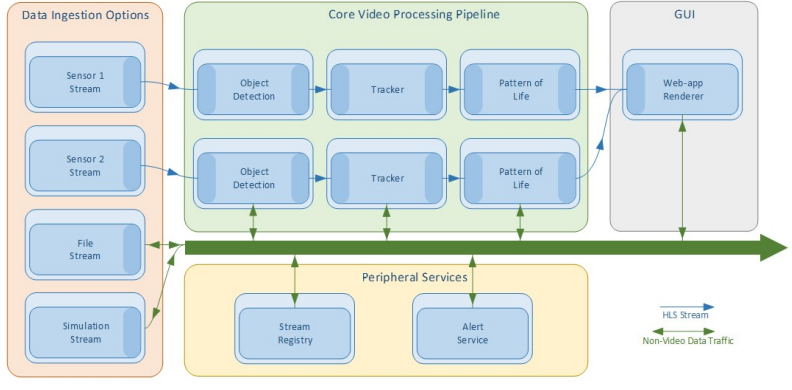 Data Ingestion Options
Core Video Processing Pipeline
GUI
Sensor 1
Stream
Object
Detection
Tracker
Pattern of
Life
Web-app
Renderer
Sensor 2
Stream
Object
Detection
Tracker
Pattern of
Life
File
Stream
Peripheral Services
Simulation
Stream
Stream
Registry
Alert
Service
HLS Stream
Non-Video Data Traffic